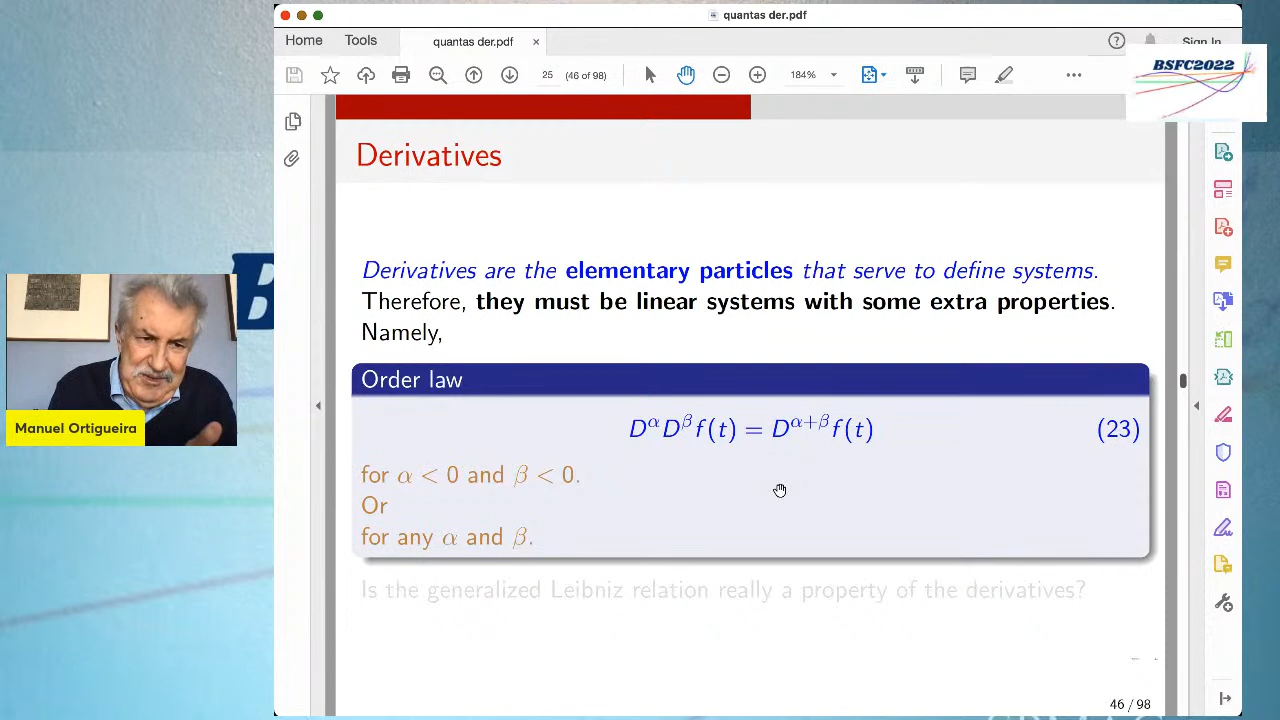 quantas der.pdf
Home
Tools
quantas der.pdf
×
Sign In
25
(46 of 98)
184%
BSFC2022
Derivatives
Derivatives are the elementary particles that serve to define systems.
Therefore, they must be linear systems with some extra properties.
Namely,
Order law
D^α D^β f(t) = D^{α+β} f(t)
(23)
for α < 0 and β < 0.
Or
for any α and β.
Is the generalized Leibniz relation really a property of the derivatives?
46 / 98
Manuel Ortigueira